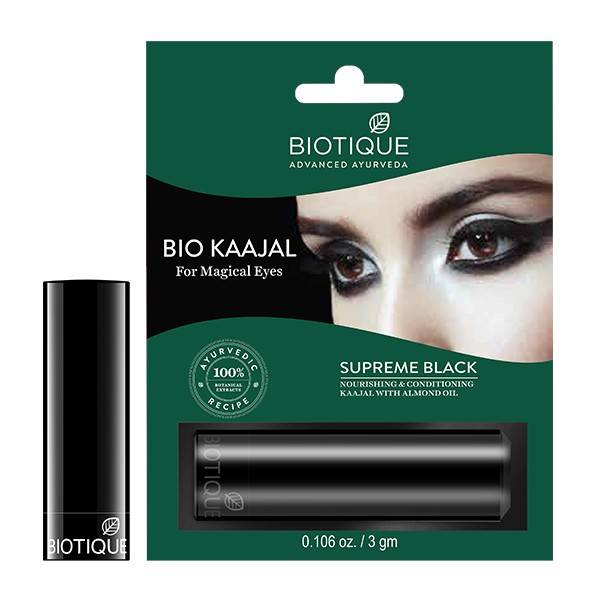 BIOTIQUE
ADVANCED AYURVEDA
BIO KAAJAL
For Magical Eyes
AYURVEDIC
100%
BOTANICAL
EXTRACTS
RECIPE
SUPREME BLACK
NOURISHING & CONDITIONING
KAAJAL WITH ALMOND OIL
BIOTIQUE
0.106 oz. / 3 gm
BIOTIQUE